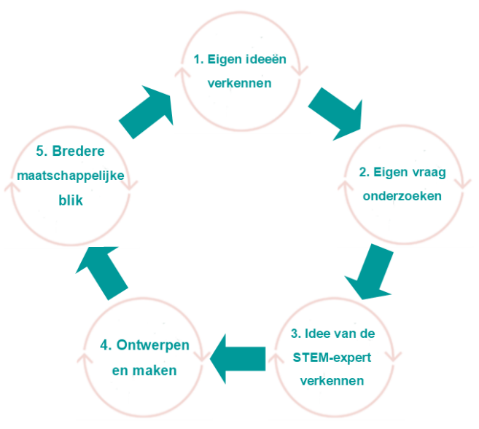 1. Eigen ideeën
verkennen
2. Eigen vraag
onderzoeken
3. Idee van de
STEM-expert
verkennen
4. Ontwerpen
en maken
5. Bredere
maatschappelijke
blik